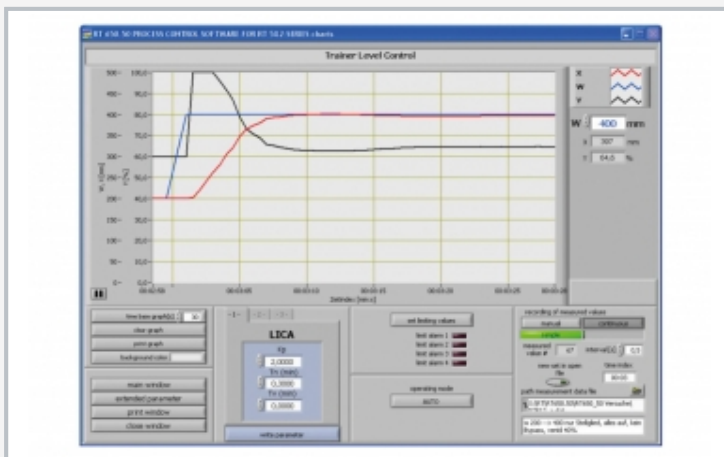 RT 650.50 PROCESS CONTROL SOFTWARE FOR RT 5X2 SERIES charts
Trainer Level Control
500
100,0
450
90,0
400
80,0
350
70,0
300
60,0
250
50,0
200
40,0
150
30,0
100
20,0
50
10,0
0
0,0
Y [%]
00:02:50
00:03:00
00:03:05
00:03:10
00:03:15
00:03:20
00:03:25
X
W
Y
W 400 mm
X 397 mm
Y 64,6 %
time base graph[s] 30
clear graph
print graph
background color
main window
extended parameter
print window
close window
-1- -2- -3-
LICA
Kp
2,0000
Tn (min)
0,3000
Tv (min)
0,0000
write parameter
set limiting values
limit alarm 1
limit alarm 2
limit alarm 3
limit alarm 4
operating mode
AUTO
recording of measured values
manual
continuous
measured value #
67
interval[s]
0,5
new set in open file
time index
path measurement data file